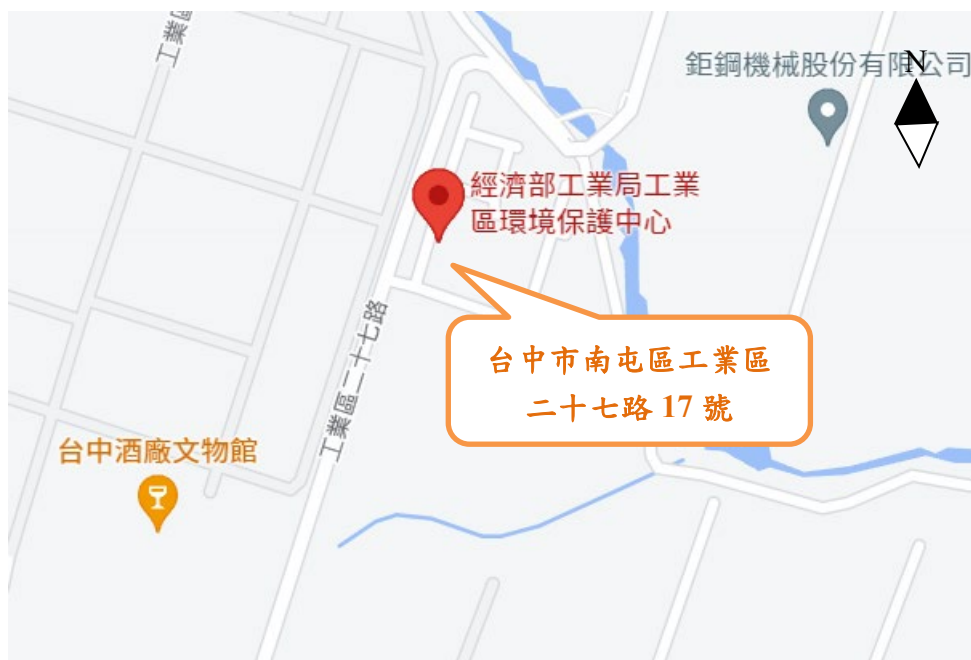 工業區
鉅鋼機械股份有限公司
N
經濟部工業局工業
區環境保護中心
工業區二十七路
台中市南屯區工業區
二十七路 17 號
台中酒廠文物館